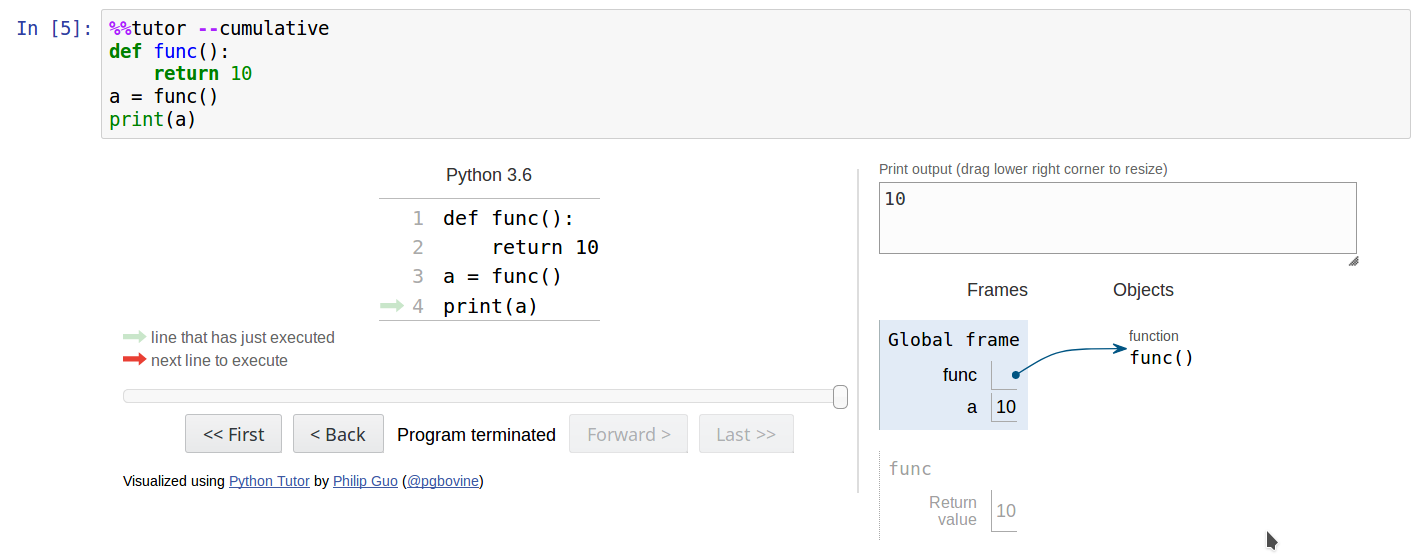 In [5]: %%tutor --cumulative
def func():
    return 10
a = func()
print(a)
Python 3.6
1 def func():
2     return 10
3 a = func()
4 print(a)
line that has just executed
next line to execute
<< First < Back Program terminated Forward > Last >>
Visualized using Python Tutor by Philip Guo (@pgbovine)
Print output (drag lower right corner to resize)
10
Frames Objects
Global frame
func
a 10
function
func()
func
Return
value 10